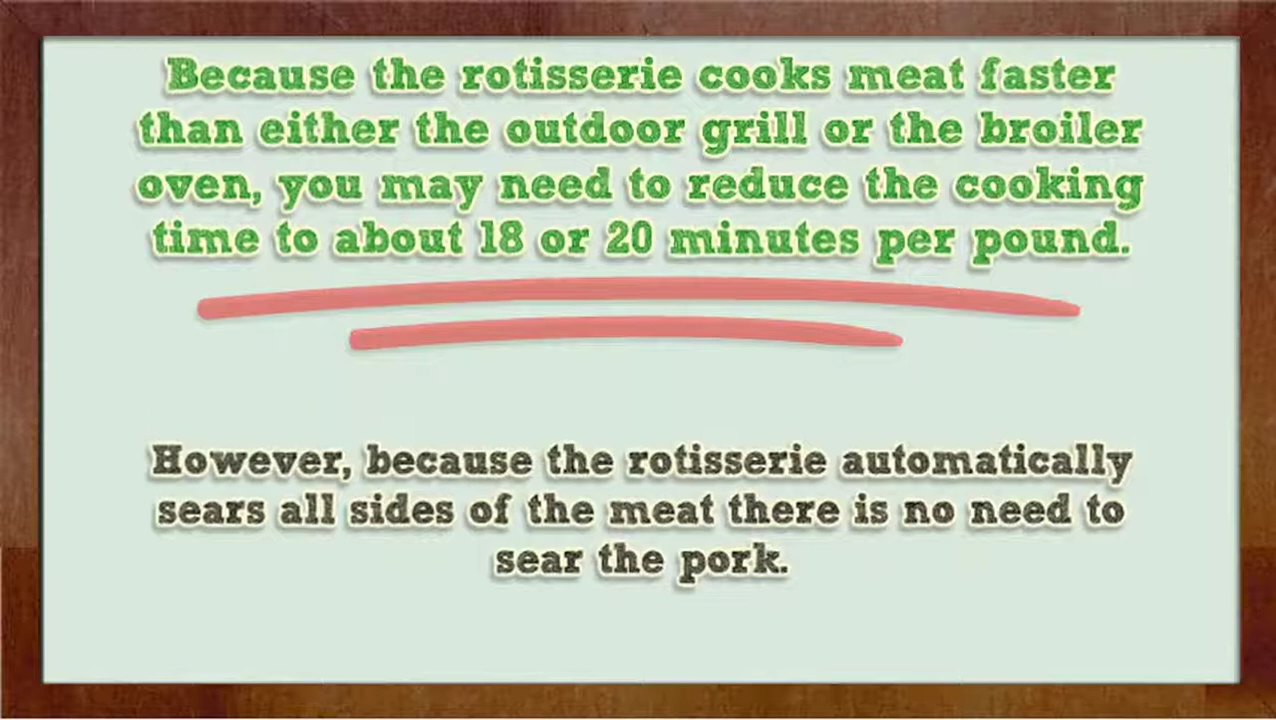 Because the rotisserie cooks meat faster
than either the outdoor grill or the broiler
oven, you may need to reduce the cooking
time to about 18 or 20 minutes per pound.
However, because the rotisserie automatically
sears all sides of the meat there is no need to
sear the pork.